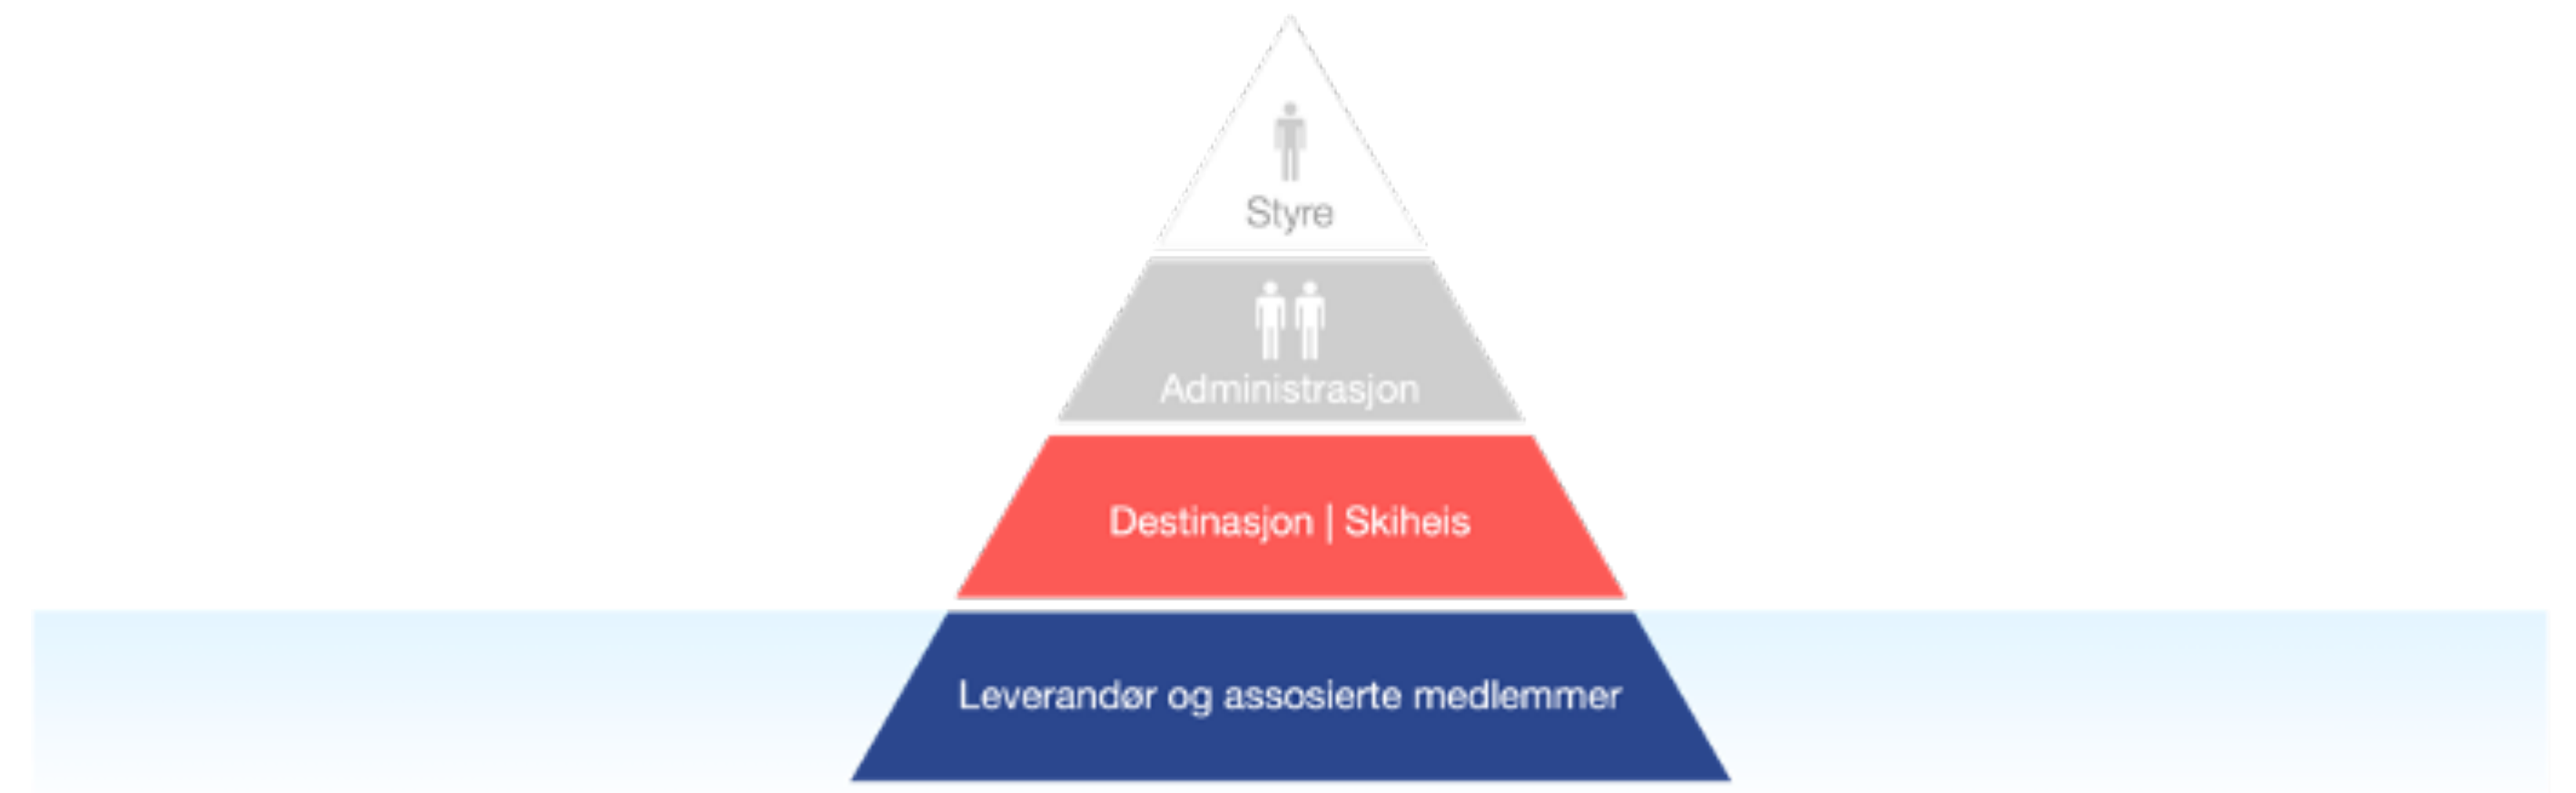 Styre
Administrasjon
Destinasjon | Skiheis
Leverandør og assosierte medlemmer